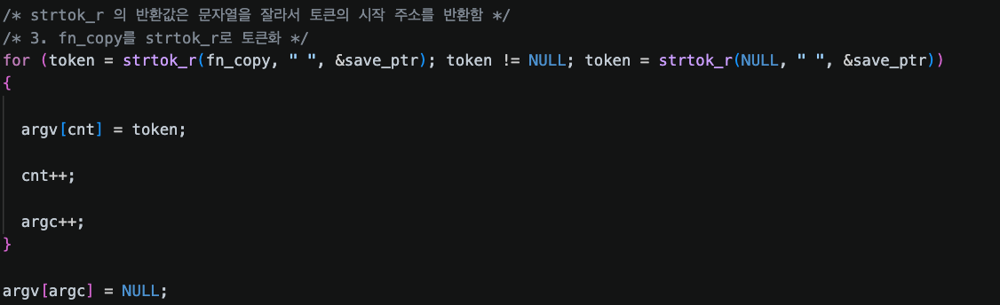 /* strtok_r 의 반환값은 문자열을 잘라서 토큰의 시작 주소를 반환함 */
/* 3. fn_copy를 strtok_r로 토큰화 */
for (token = strtok_r(fn_copy, " ", &save_ptr); token != NULL; token = strtok_r(NULL, " ", &save_ptr))
{
argv[cnt] = token;
cnt++;
argc++;
}
argv[argc] = NULL;